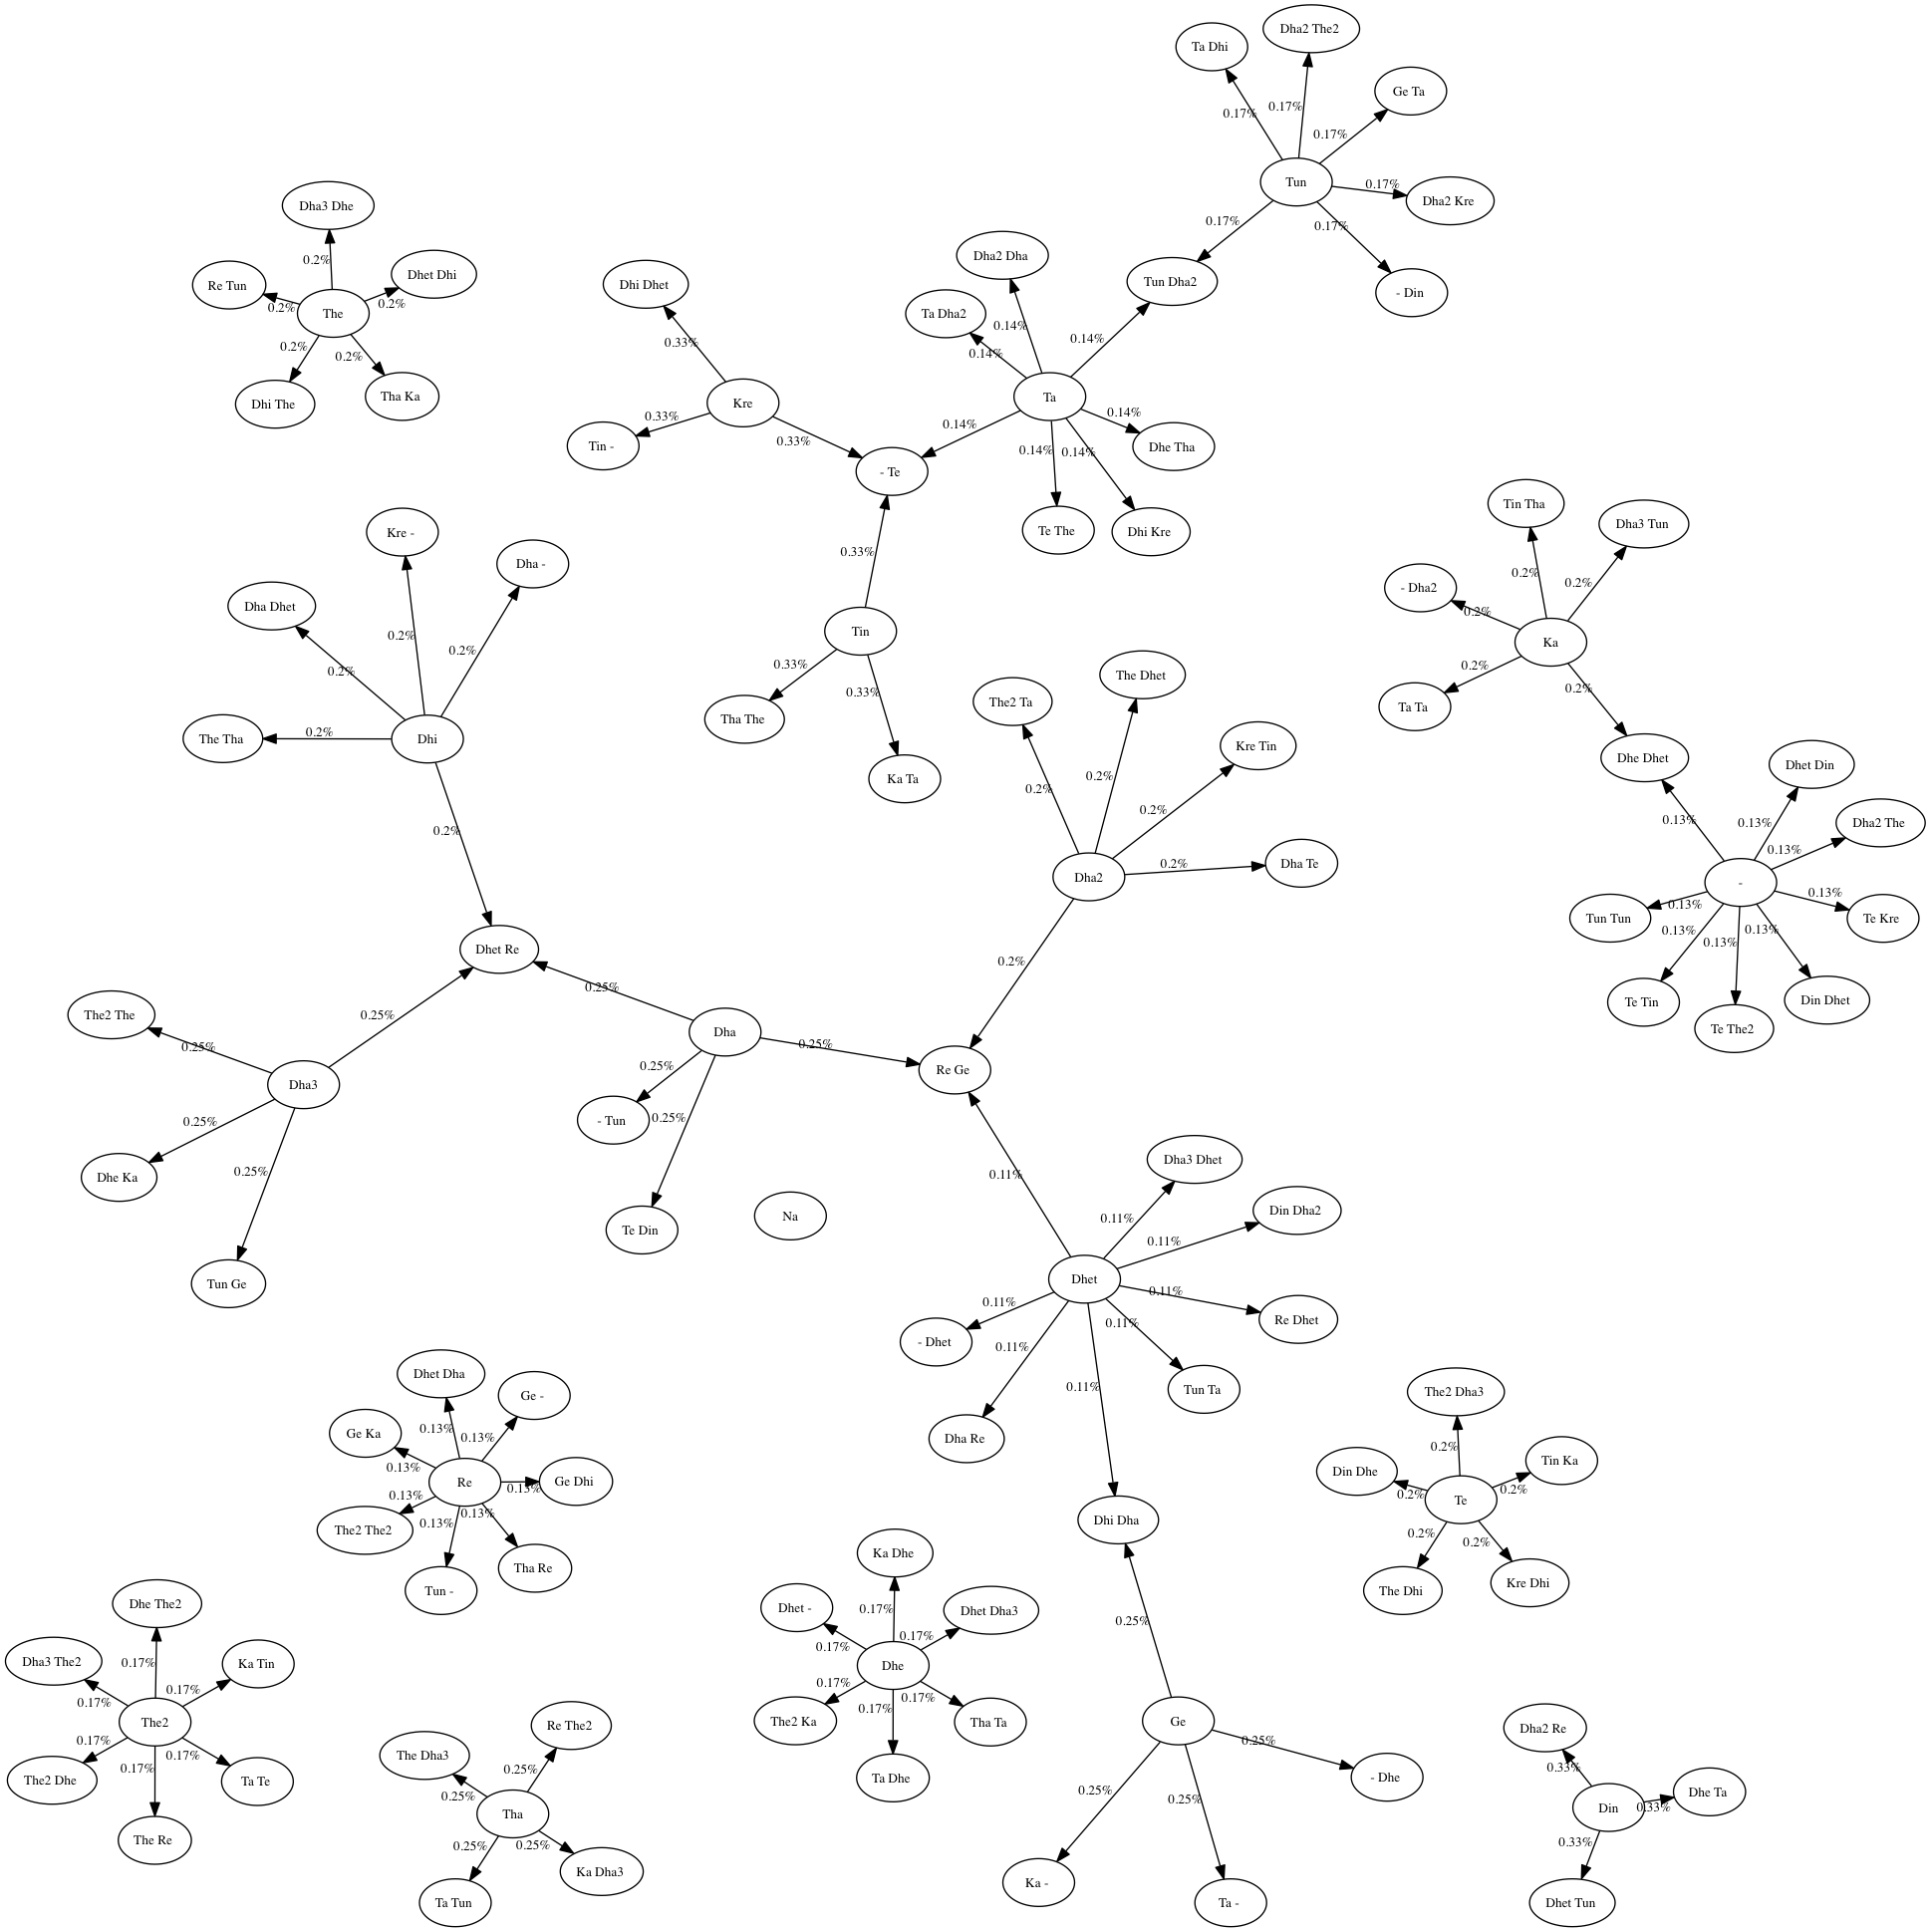 Dha2 The2
Ta Dhi
Ge Ta
0.17%
0.17%
0.17%
Tun
0.17%
Dha2 Kre
0.17%
0.17%
Tun Dha2
- Din
Dha3 Dhe
0.2%
Re Tun
Dhet Dhi
0.2%
0.2%
The
0.2%
0.2%
Dhi The
Tha Ka
Dhi Dhet
0.33%
Kre
0.33%
Tin -
0.33%
- Te
Dha2 Dha
Ta Dha2
0.14%
0.14%
0.14%
Ta
0.14%
0.14%
0.14%
0.14%
Dhe Tha
Te The
Dhi Kre
0.33%
Tin
0.33%
0.33%
Tha The
Ka Ta
Kre -
Dha -
Dha Dhet
0.2%
0.2%
0.2%
The Tha
0.2%
Dhi
0.2%
Dhet Re
Tin Tha
Dha3 Tun
- Dha2
0.2%
0.2%
0.2%
Ka
0.2%
0.2%
Ta Ta
Dhe Dhet
Dhet Din
0.13%
0.13%
Dha2 The
0.13%
-
0.13%
Te Kre
Tun Tun
0.13%
0.13%
0.13%
0.13%
Te Tin
Te The2
Din Dhet
The2 Ta
The Dhet
Kre Tin
0.2%
0.2%
0.2%
Dha2
0.2%
Dha Te
0.2%
Re Ge
0.25%
The2 The
0.25%
Dha3
0.25%
0.25%
Dhe Ka
Tun Ge
0.25%
Dha
0.25%
0.25%
0.25%
- Tun
Te Din
Na
0.11%
Dha3 Dhet
Din Dha2
0.11%
0.11%
Dhet
0.11%
Re Dhet
0.11%
0.11%
0.11%
0.11%
- Dhet
Tun Ta
Dha Re
Dhi Dha
Dhet Dha
Ge -
Ge Ka
0.13%
0.13%
0.13%
Re
0.13%
Ge Dhi
0.13%
0.13%
0.13%
The2 The2
Tha Re
Tun -
The2 Dha3
0.2%
Din Dhe
Tin Ka
0.2%
0.2%
Te
0.2%
0.2%
The Dhi
Kre Dhi
Dhe The2
Dha3 The2
Ka Tin
0.17%
0.17%
0.17%
The2
0.17%
0.17%
0.17%
The2 Dhe
Ta Te
The Re
Re The2
The Dha3
0.25%
0.25%
Tha
0.25%
0.25%
Ka Dha3
Ta Tun
Ka Dhe
Dhet -
Dhet Dha3
0.17%
0.17%
0.17%
Dhe
0.17%
0.17%
0.17%
The2 Ka
Tha Ta
Ta Dhe
0.25%
Ge
0.25%
- Dhe
0.25%
0.25%
Ka -
Ta -
Dha2 Re
0.33%
Dhe Ta
0.33%
Din
0.33%
Dhet Tun